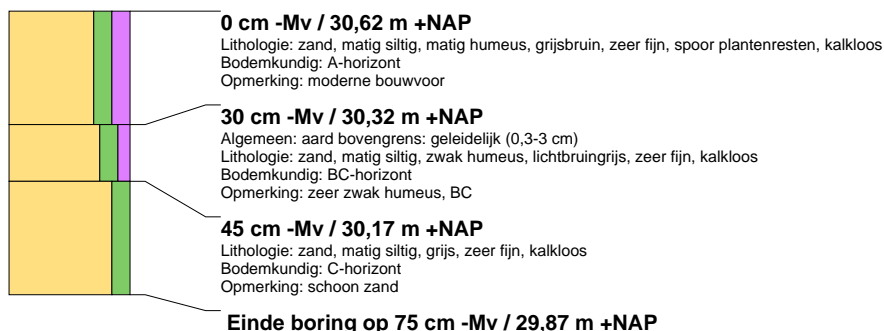 0 cm -Mv / 30,62 m +NAP
Lithologie: zand, matig siltig, matig humeus, grijsbruin, zeer fijn, spoor plantenresten, kalkloos
Bodemkundig: A-horizont
Opmerking: moderne bouwvoor
30 cm -Mv / 30,32 m +NAP
Algemeen: aard bovengrens: geleidelijk (0,3-3 cm)
Lithologie: zand, matig siltig, zwak humeus, lichtbruingrijs, zeer fijn, kalkloos
Bodemkundig: BC-horizont
Opmerking: zeer zwak humeus, BC
45 cm -Mv / 30,17 m +NAP
Lithologie: zand, matig siltig, grijs, zeer fijn, kalkloos
Bodemkundig: C-horizont
Opmerking: schoon zand
Einde boring op 75 cm -Mv / 29,87 m +NAP